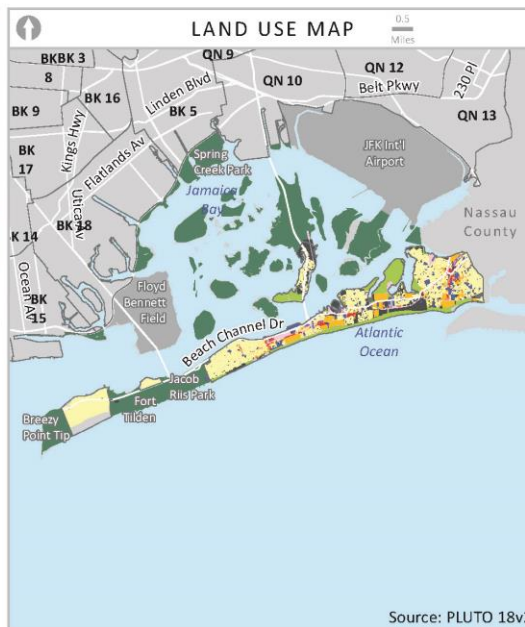 LAND USE MAP
0.5
Miles
BK
BK 3
8
QN 9
QN 12
QN 10
Belt Pkwy
230 Pl
BK 16
Linden Blvd
BK 9
BK 5
QN 13
Kings Hwy
Flatlands Av
Spring
Creek Park
JFK Int'l
Airport
BK
17
Jamaica
Bay
Utica Av
BK 18
Nassau
County
K 14
Ocean Av
BK
15
Floyd
Bennett
Field
Beach Channel Dr
Atlantic
Ocean
Jacob
Riis Park
Fort
Tilden
Breezy
Point Tip
Source: PLUTO 18v